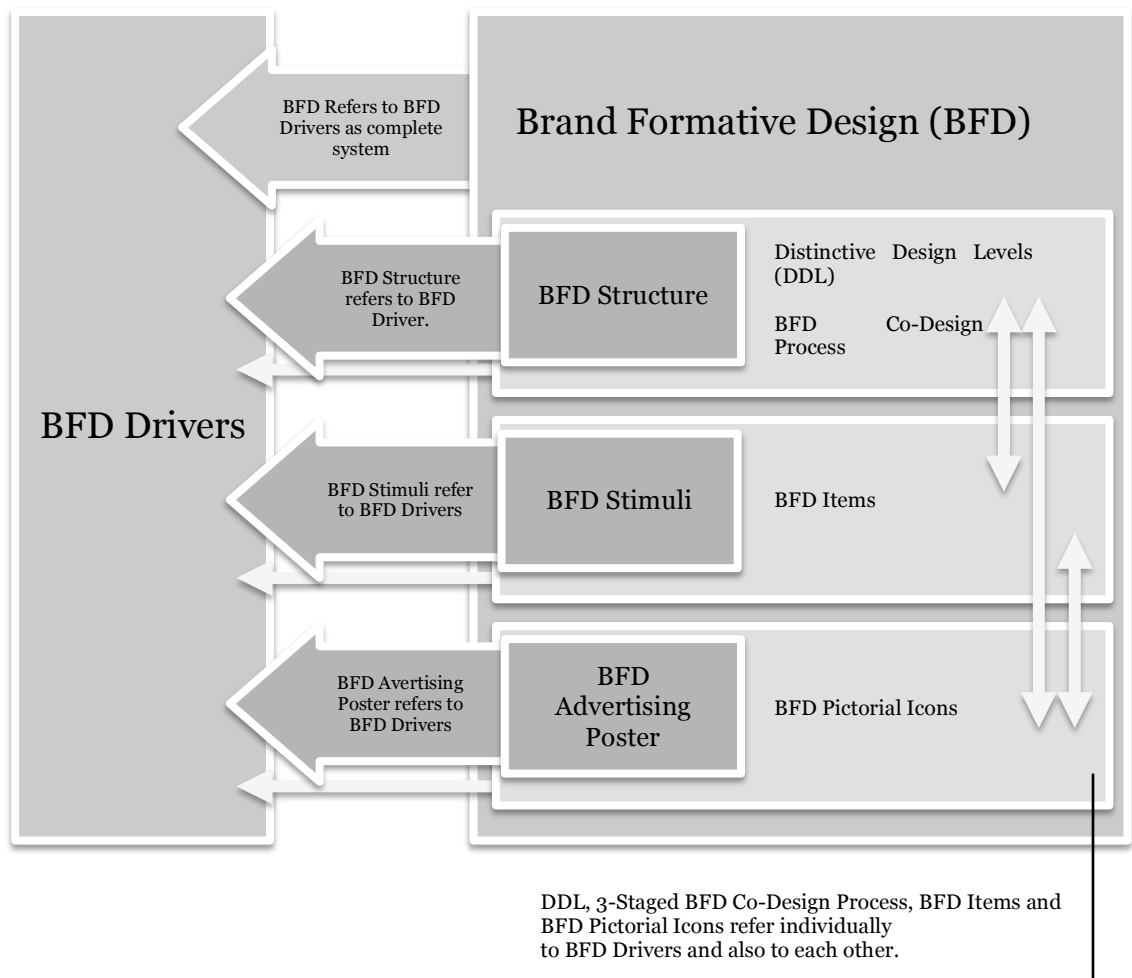 BFD Refers to BFD
Drivers as complete
system
Brand Formative Design (BFD)
BFD Drivers
BFD Structure
refers to BFD
Driver.
BFD Structure
Distinctive Design Levels
(DDL)
BFD Co-Design
Process
BFD Stimuli refer
to BFD Drivers
BFD Stimuli
BFD Items
BFD Avertising
Poster refers to
BFD Drivers
BFD
Advertising
Poster
BFD Pictorial Icons
DDL, 3-Staged BFD Co-Design Process, BFD Items and
BFD Pictorial Icons refer individually
to BFD Drivers and also to each other.